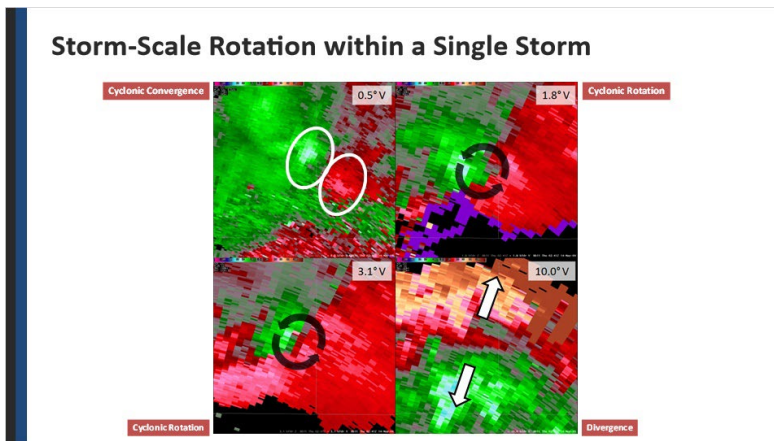 Storm-Scale Rotation within a Single Storm
Cyclonic Convergence
0.5° V
1.8° V
Cyclonic Rotation
3.1° V
10.0° V
Cyclonic Rotation
Divergence